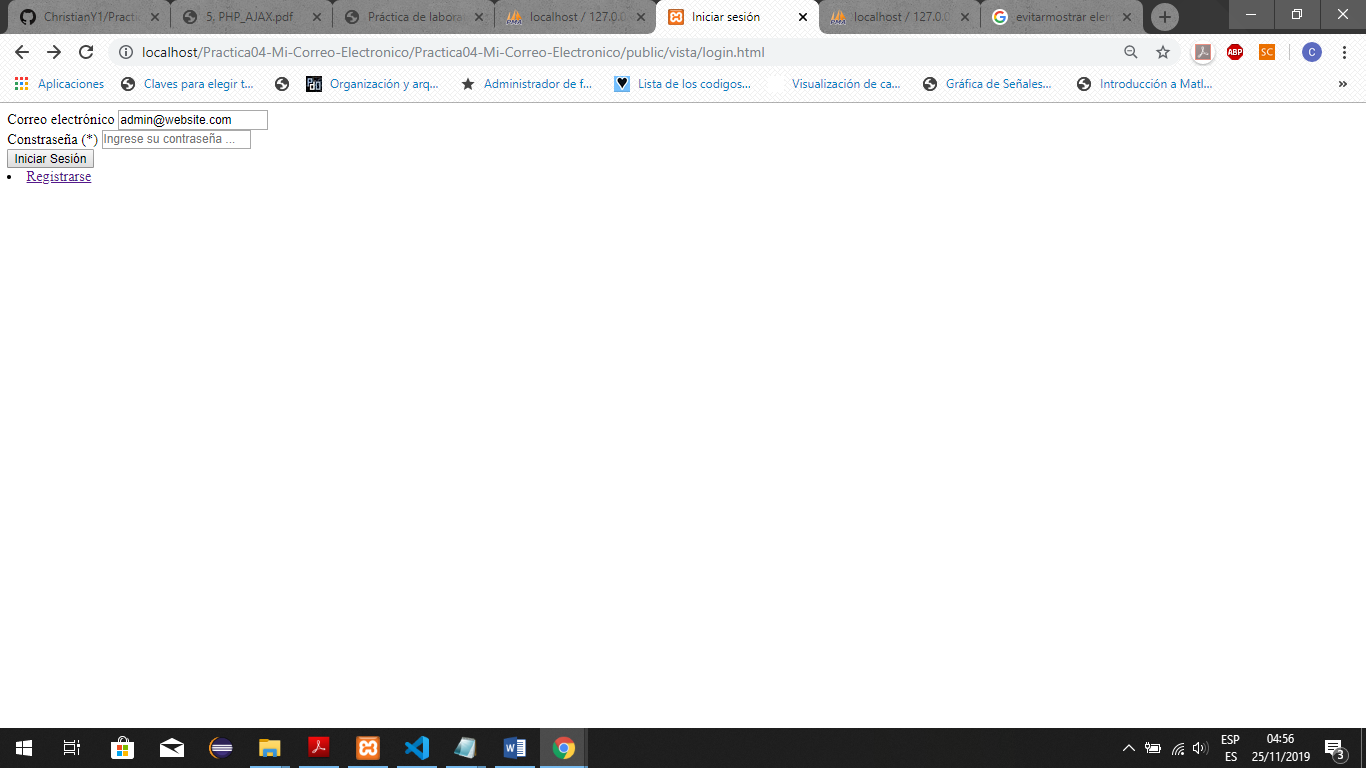 ChristianY1/Practi
5, PHP_AJAX.pdf
Práctica de labora
localhost / 127.0.0
Iniciar sesión
localhost / 127.0.0
evitarmostrar elem
localhost/Practica04-Mi-Correo-Electronico/Practica04-Mi-Correo-Electronico/public/vista/login.html
ABP
SC
C
Aplicaciones
Claves para elegir t...
Organización y arq...
Administrador de f...
Lista de los codigos...
Visualización de ca...
Gráfica de Señales...
Introducción a Matl...
»
Correo electrónico admin@website.com
Constraseña (*) Ingrese su contraseña ...
Iniciar Sesión
• Registrarse
ESP
ES
04:56
25/11/2019
3